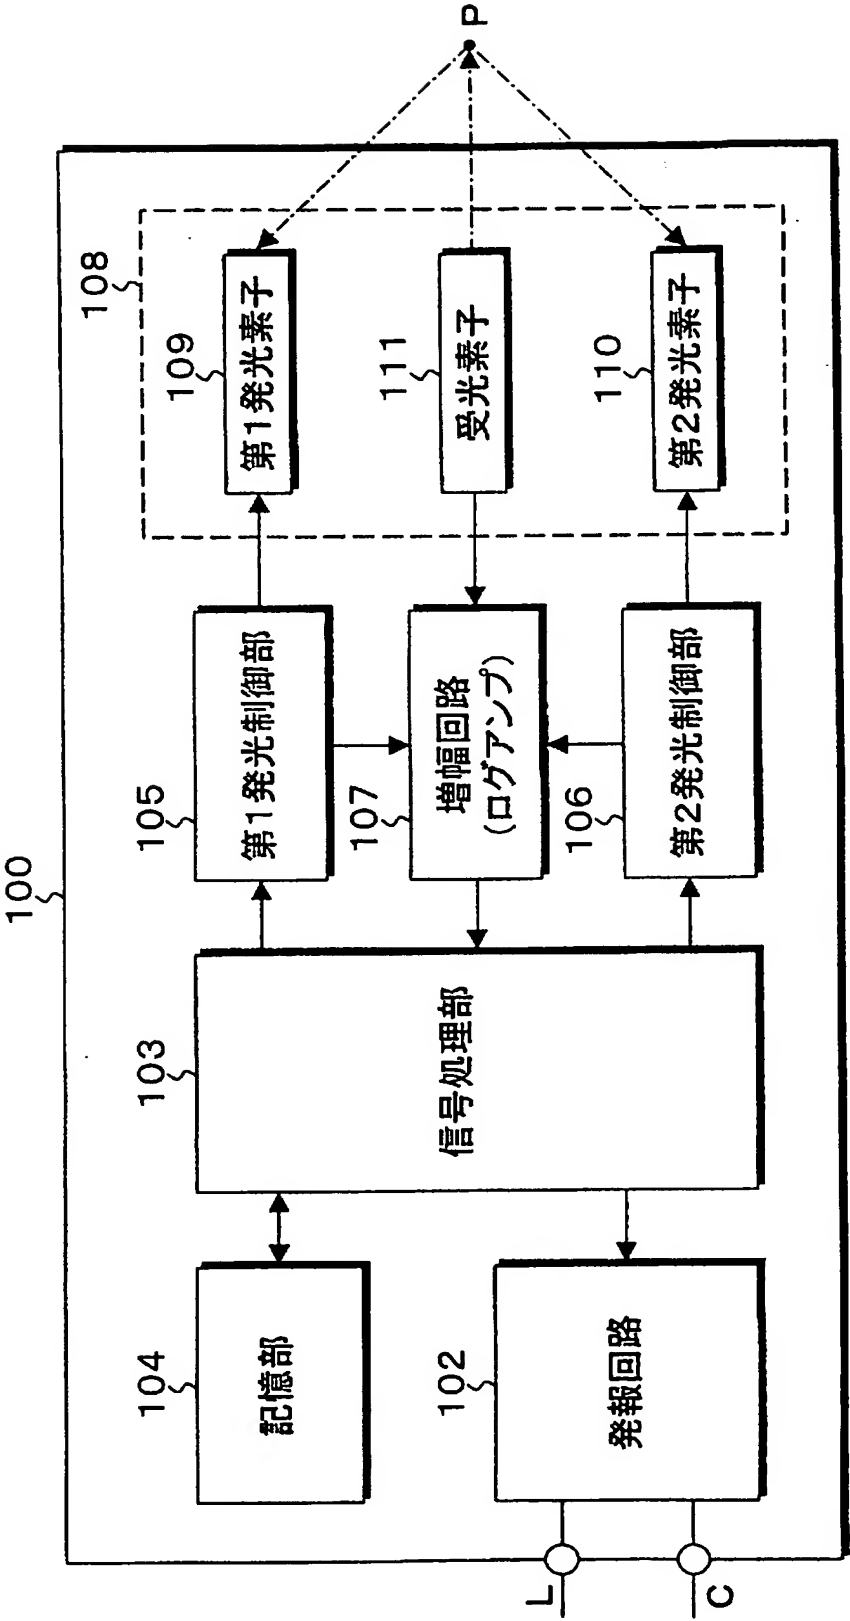 100
108
104
記憶部
103
信号処理部
105
第1発光制御部
109
第1発光素子
107
増幅回路
(ログアンプ)
111
受光素子
P
102
発報回路
106
第2発光制御部
110
第2発光素子
L
C